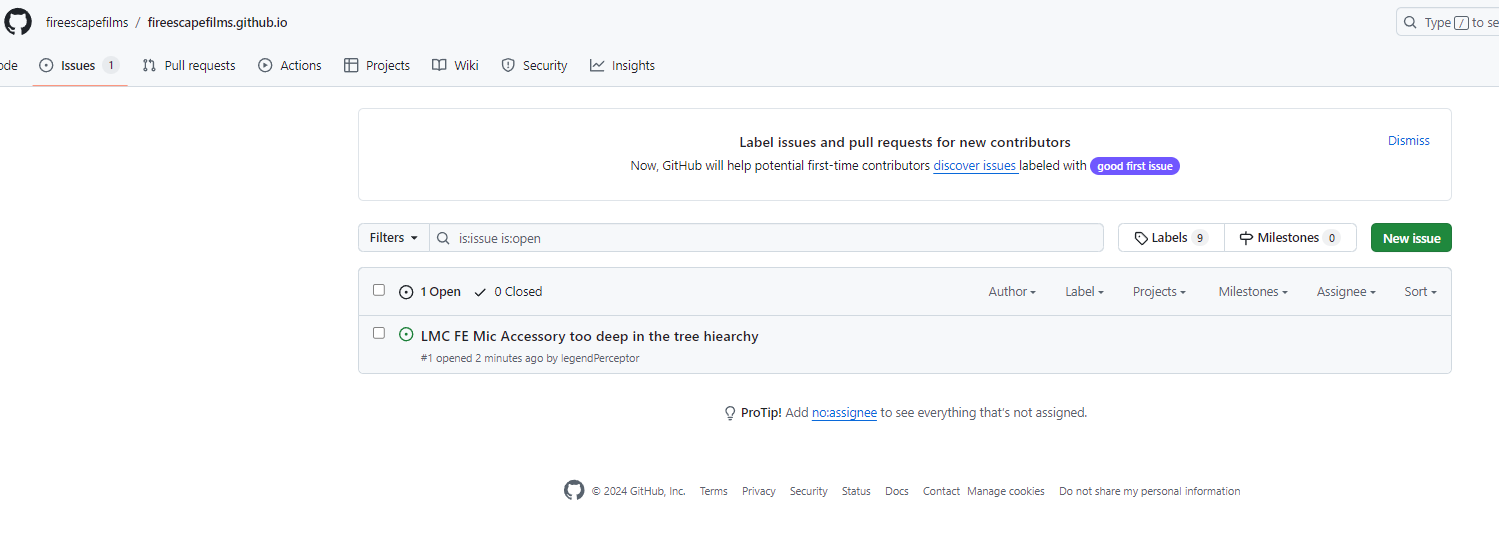 fireescapefilms / fireescapefilms.github.io
Type / to se
ode Issues 1 Pull requests Actions Projects Wiki Security Insights
Label issues and pull requests for new contributors
Dismiss
Now, GitHub will help potential first-time contributors discover issues labeled with good first issue
Filters is:issue is:open Labels 9 Milestones 0 New issue
1 Open 0 Closed Author Label Projects Milestones Assignee Sort
LMC FE Mic Accessory too deep in the tree hiearchy
#1 opened 2 minutes ago by legendPerceptor
ProTip! Add no:assignee to see everything that's not assigned.
© 2024 GitHub, Inc. Terms Privacy Security Status Docs Contact Manage cookies Do not share my personal information